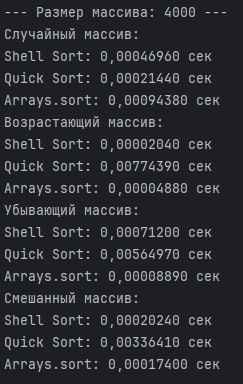 --- Размер массива: 4000 ---
Случайный массив:
Shell Sort: 0,00046960 сек
Quick Sort: 0,00021440 сек
Arrays.sort: 0,00094380 сек
Возрастающий массив:
Shell Sort: 0,00002040 сек
Quick Sort: 0,00774390 сек
Arrays.sort: 0,00004880 сек
Убывающий массив:
Shell Sort: 0,00071200 сек
Quick Sort: 0,00564970 сек
Arrays.sort: 0,00008890 сек
Смешанный массив:
Shell Sort: 0,00020240 сек
Quick Sort: 0,00336410 сек
Arrays.sort: 0,00017400 сек